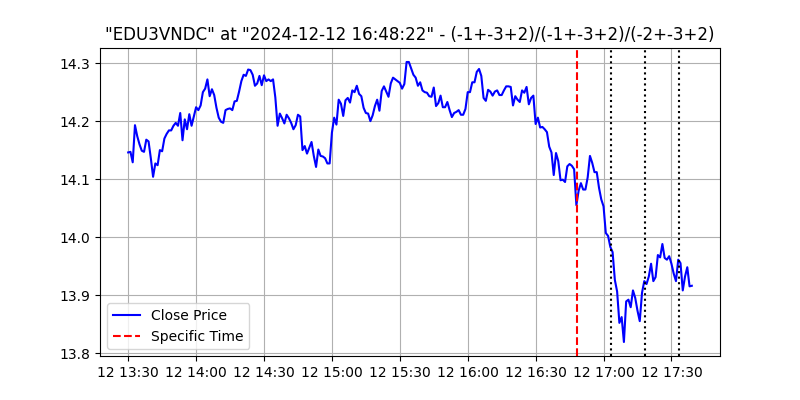 "EDU3VNDC" at "2024-12-12 16:48:22" - (-1+-3+2)/(-1+-3+2)/(-2+-3+2)
14.3
14.2
14.1
14.0
13.9
13.8
Close Price
Specific Time
12 13:30 12 14:00 12 14:30 12 15:00 12 15:30 12 16:00 12 16:30 12 17:00 12 17:30